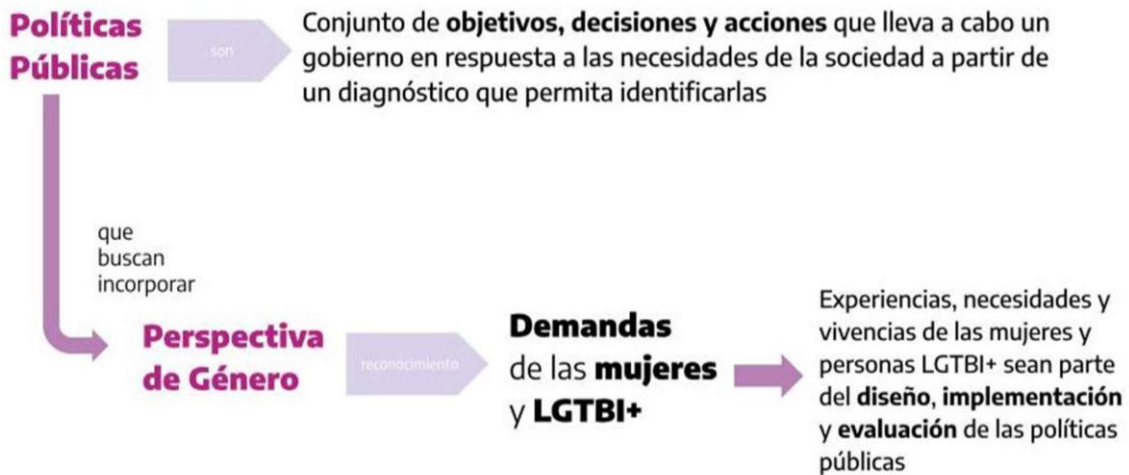 Políticas
Públicas
son
Conjunto de objetivos, decisiones y acciones que lleva a cabo un
gobierno en respuesta a las necesidades de la sociedad a partir de
un diagnóstico que permita identificarlas
que
buscan
incorporar
Perspectiva
de Género
reconocimiento
Demandas
de las mujeres
y LGTBI+
Experiencias, necesidades y
vivencias de las mujeres y
personas LGTBI+ sean parte
del diseño, implementación
y evaluación de las políticas
públicas